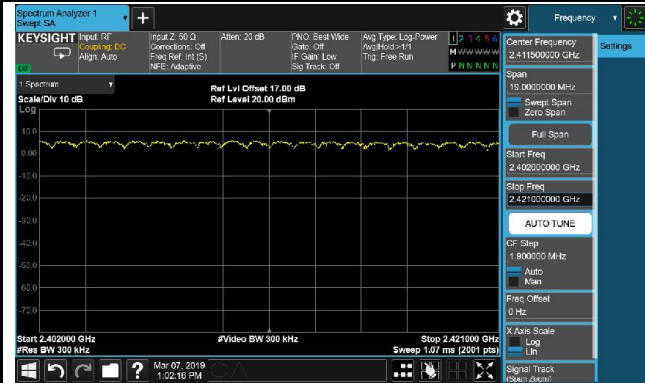 Spectrum Analyzer 1
Swept SA
Frequency
KEYSIGHT
Input: RF
Coupling: DC
Align: Auto
Input Z: 50 Ω
Corrections: Off
Freq Ref: Int (S)
NFE: Adaptive
Atten: 20 dB
PNO: Best Wide
Gate: Off
IF Gain: Low
Sig Track: Off
Avg Type: Log-Power
Avg|Hold:>1/1
Trig: Free Run
1 2 3 4 5 6
M W W W W W
P N N N N N
Settings
1 Spectrum
Scale/Div 10 dB
Ref Lvl Offset 17.00 dB
Ref Level 20.00 dBm
Log
10.0
0.00
-10.0
-20.0
-30.0
-40.0
-50.0
-60.0
-70.0
Start 2.402000 GHz
#Res BW 300 kHz
#Video BW 300 kHz
Stop 2.421000 GHz
Sweep 1.07 ms (2001 pts)
Center Frequency
2.411500000 GHz
Span
19.0000000 MHz
Swept Span
Zero Span
Full Span
Start Freq
2.402000000 GHz
Stop Freq
2.421000000 GHz
AUTO TUNE
CF Step
1.900000 MHz
Auto
Man
Freq Offset
0 Hz
X Axis Scale
Log
Lin
Signal Track
(Span Zoom)
?
Mar 07, 2019
1:02:16 PM